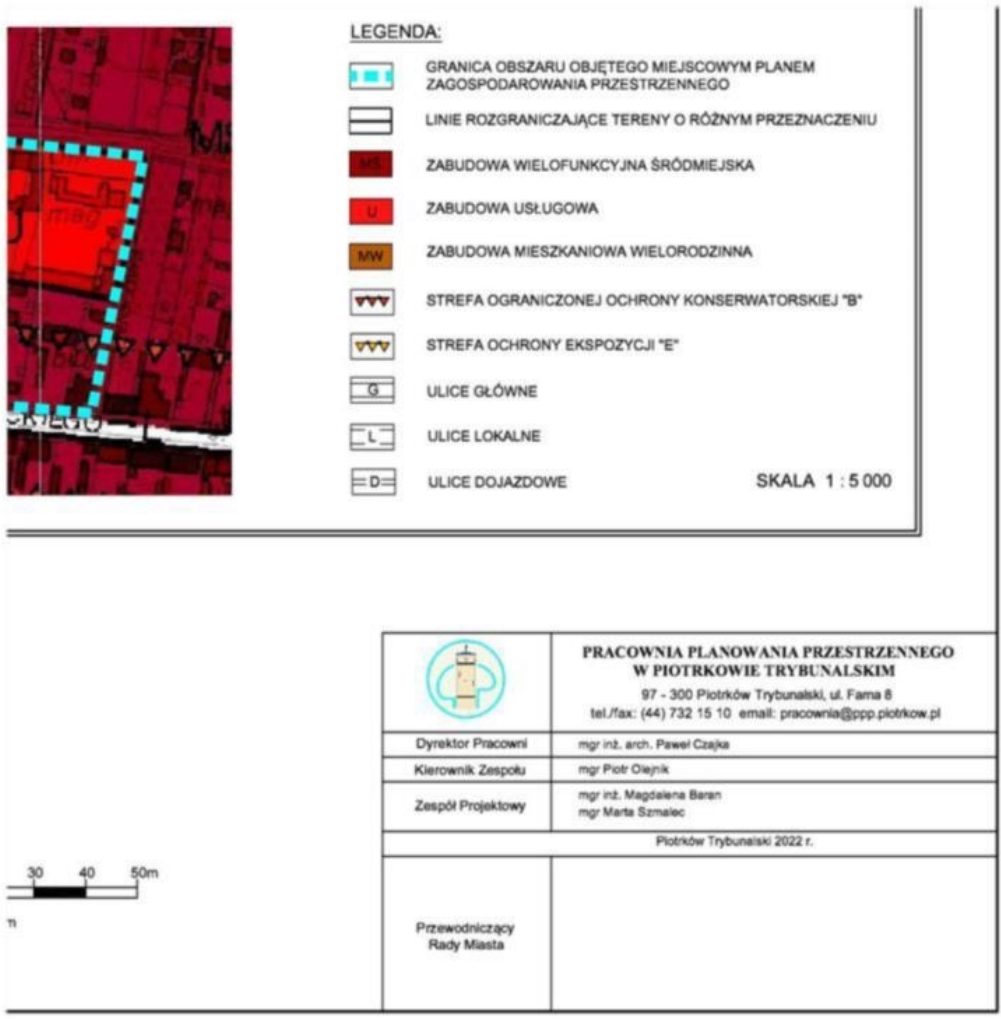 LEGENDA:
GRANICA OBSZARU OBJĘTEGO MIEJSCOWYM PLANEM
ZAGOSPODAROWANIA PRZESTRZENNEGO
LINIE ROZGRANICZAJĄCE TERENY O RÓŻNYM PRZEZNACZENIU
MŚ ZABUDOWA WIELOFUNKCYJNA ŚRÓDMIEJSKA
U ZABUDOWA USŁUGOWA
MW ZABUDOWA MIESZKANIOWA WIELORODZINNA
STREFA OGRANICZONEJ OCHRONY KONSERWATORSKIEJ "B"
STREFA OCHRONY EKSPOZYCJI "E"
G ULICE GŁÓWNE
L ULICE LOKALNE
D ULICE DOJAZDOWE
SKALA 1 : 5 000
mag
PRACOWNIA PLANOWANIA PRZESTRZENNEGO
W PIOTRKOWIE TRYBUNALSKIM
97 - 300 Piotrków Trybunalski, ul. Farna 8
tel./fax: (44) 732 15 10 email: pracownia@ppp.piotrkow.pl
Dyrektor Pracowni mgr inż. arch. Paweł Czajka
Kierownik Zespołu mgr Piotr Olejnik
Zespół Projektowy mgr inż. Magdalena Baran
mgr Marta Szmalec
Piotrków Trybunalski 2022 r.
30 40 50m
m
Przewodniczący
Rady Miasta